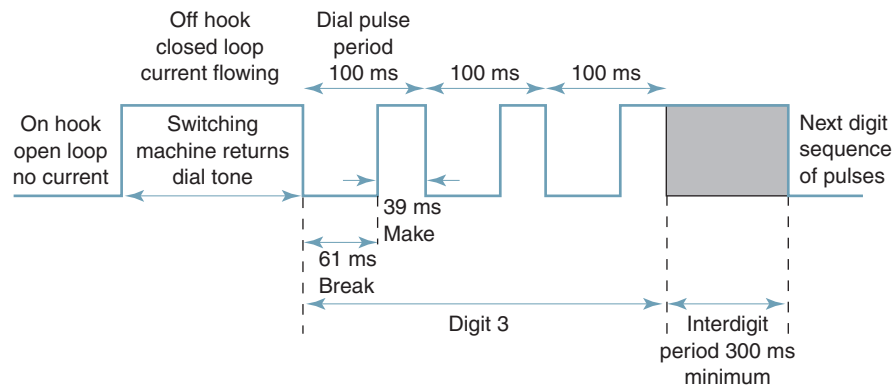 Off hook
closed loop
current flowing
Dial pulse
period
100 ms
100 ms
100 ms
On hook
open loop
no current
Switching
machine returns
dial tone
Next digit
sequence
of pulses
39 ms
Make
61 ms
Break
Digit 3
Interdigit
period 300 ms
minimum